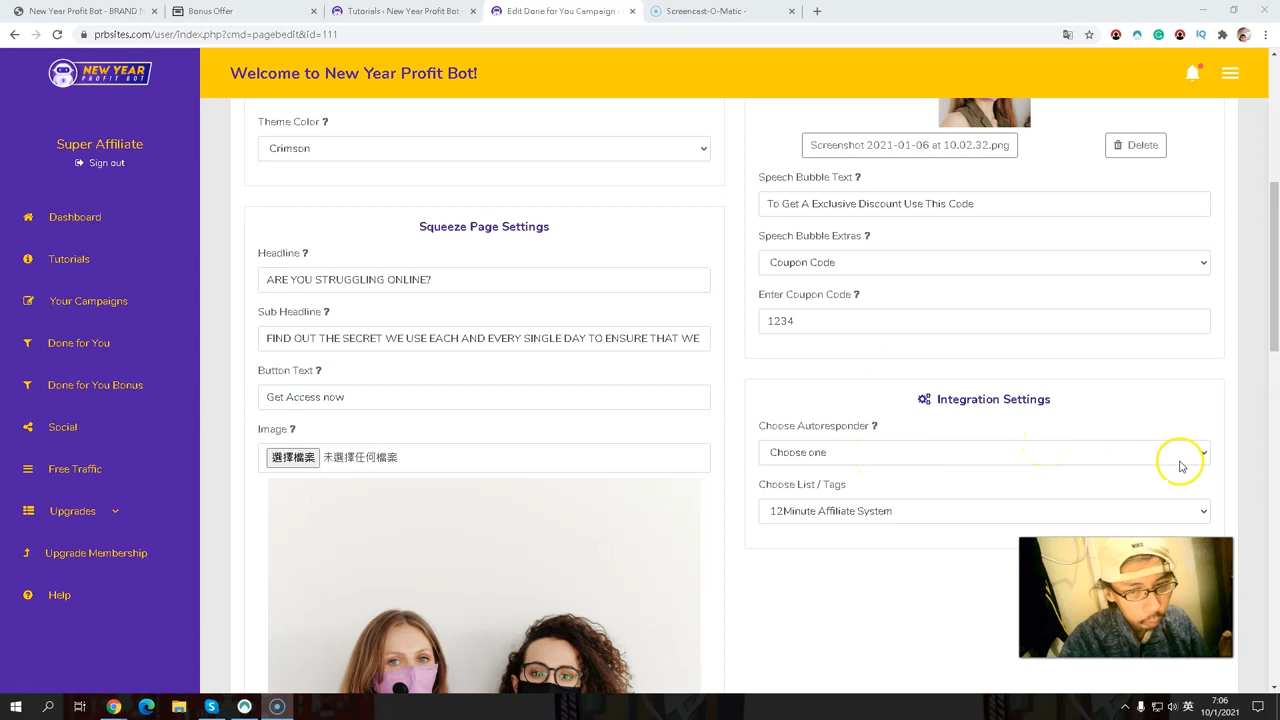 New Year Profit Bot - BRAND N
Bonus Offer
Tutorials ‹ New Year Profit Bot
Edit Done for You Campaign ‹
Screencast-O-Matic -
prbsites.com/user/index.php?cmd=pagebedit&id=111
NEW YEAR
PROFIT BOT
Welcome to New Year Profit Bot!
Super Affiliate
Sign out
Dashboard
Tutorials
Your Campaigns
Done for You
Done for You Bonus
Social
Free Traffic
Upgrades
Upgrade Membership
Help
Theme Color ?
Crimson
Squeeze Page Settings
Headline ?
ARE YOU STRUGGLING ONLINE?
Sub Headline ?
FIND OUT THE SECRET WE USE EACH AND EVERY SINGLE DAY TO ENSURE THAT WE
Button Text ?
Get Access now
Image ?
選擇檔案 未選擇任何檔案
Screenshot 2021-01-06 at 10.02.32.png
Delete
Speech Bubble Text ?
To Get A Exclusive Discount Use This Code
Speech Bubble Extras ?
Coupon Code
Enter Coupon Code ?
1234
Integration Settings
Choose Autoresponder ?
Choose one
Choose List / Tags
12Minute Affiliate System
英
7:06
10/1/2021